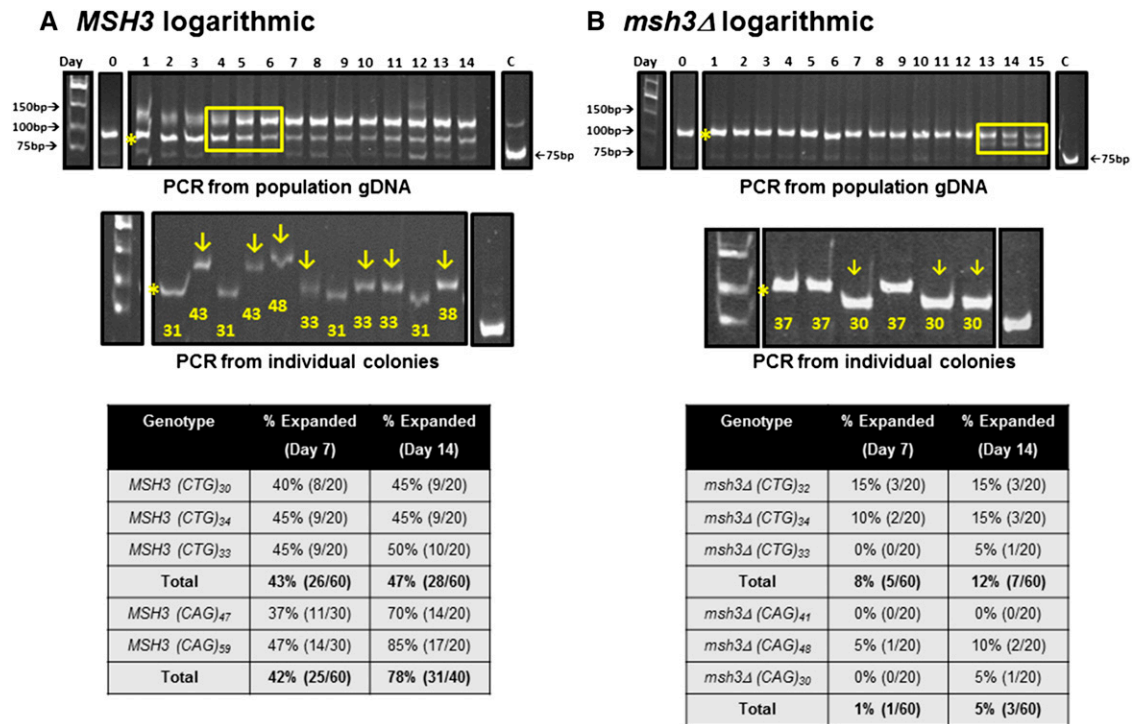 A MSH3 logarithmic
Day 0 1 2 3 4 5 6 7 8 9 10 11 12 13 14 C
150bp→
100bp→
75bp→
*
←75bp
PCR from population gDNA
*
31 43 31 43 48 33 31 33 33 31 38
PCR from individual colonies
Genotype % Expanded (Day 7) % Expanded (Day 14)
MSH3 (CTG)30 40% (8/20) 45% (9/20)
MSH3 (CTG)34 45% (9/20) 45% (9/20)
MSH3 (CTG)33 45% (9/20) 50% (10/20)
Total 43% (26/60) 47% (28/60)
MSH3 (CAG)47 37% (11/30) 70% (14/20)
MSH3 (CAG)59 47% (14/30) 85% (17/20)
Total 42% (25/60) 78% (31/40)
B msh3Δ logarithmic
Day 0 1 2 3 4 5 6 7 8 9 10 11 12 13 14 15 C
150bp→
100bp→
75bp→
*
←75bp
PCR from population gDNA
*
37 37 30 37 30 30
PCR from individual colonies
Genotype % Expanded (Day 7) % Expanded (Day 14)
msh3Δ (CTG)32 15% (3/20) 15% (3/20)
msh3Δ (CTG)34 10% (2/20) 15% (3/20)
msh3Δ (CTG)33 0% (0/20) 5% (1/20)
Total 8% (5/60) 12% (7/60)
msh3Δ (CAG)41 0% (0/20) 0% (0/20)
msh3Δ (CAG)48 5% (1/20) 10% (2/20)
msh3Δ (CAG)30 0% (0/20) 5% (1/20)
Total 1% (1/60) 5% (3/60)